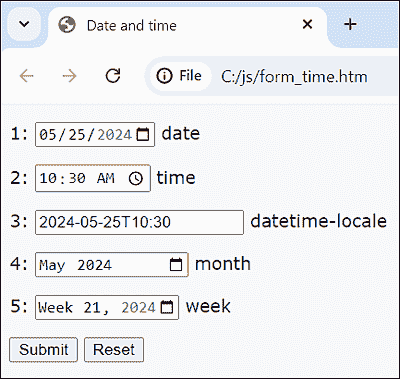 Date and time
File C:/js/form_time.htm
1: 05/25/2024 date
2: 10:30 AM time
3: 2024-05-25T10:30 datetime-locale
4: May 2024 month
5: Week 21, 2024 week
Submit Reset